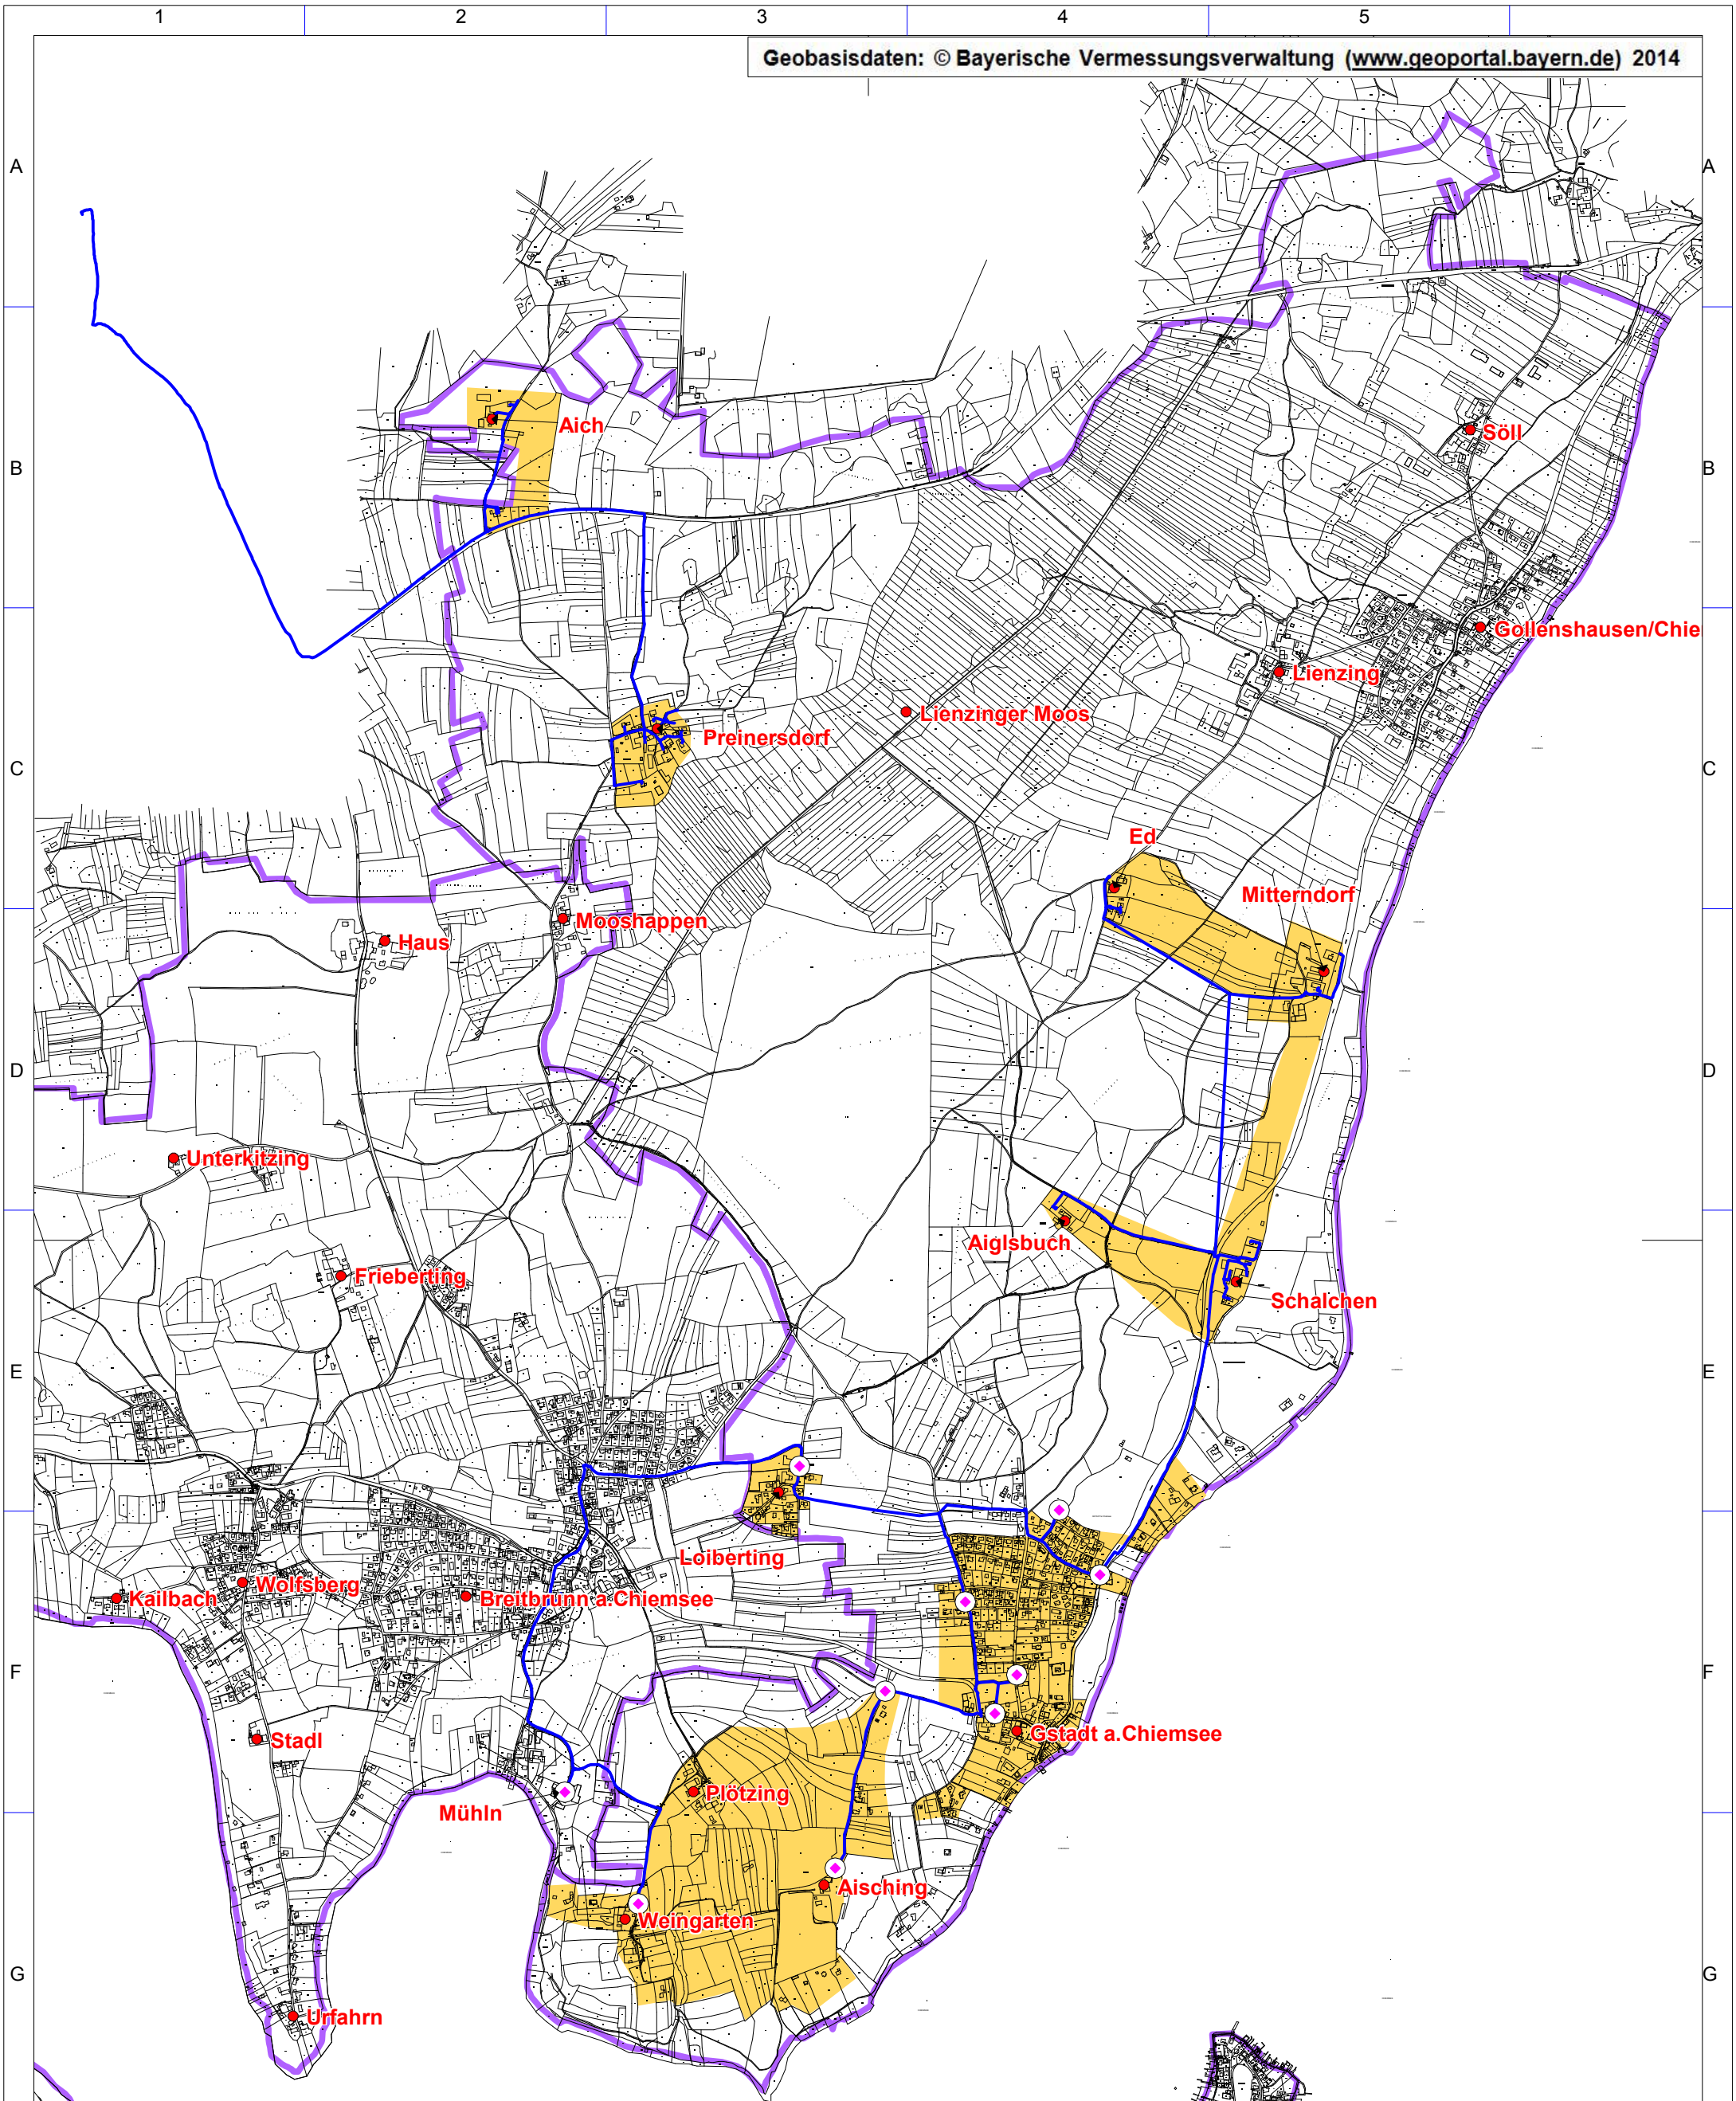 1 2 3 4 5
Geobasisdaten: © Bayerische Vermessungsverwaltung (www.geoportal.bayern.de) 2014
A A
Aich
Söll
B B
Gollenshausen/Chie
Lienzing
Lienzinger Moos
Preinersdorf
C C
Ed
Mitterndorf
Mooshappen
Haus
D D
Unterkitzing
Aiglsbuch
Frieberting
Schalchen
E E
Loiberting
Wolfsberg
Kailbach
Breitbrunn a.Chiemsee
F F
Gstadt a.Chiemsee
Stadl
Plötzing
Mühln
Aisching
Weingarten
G G
Urfahrn